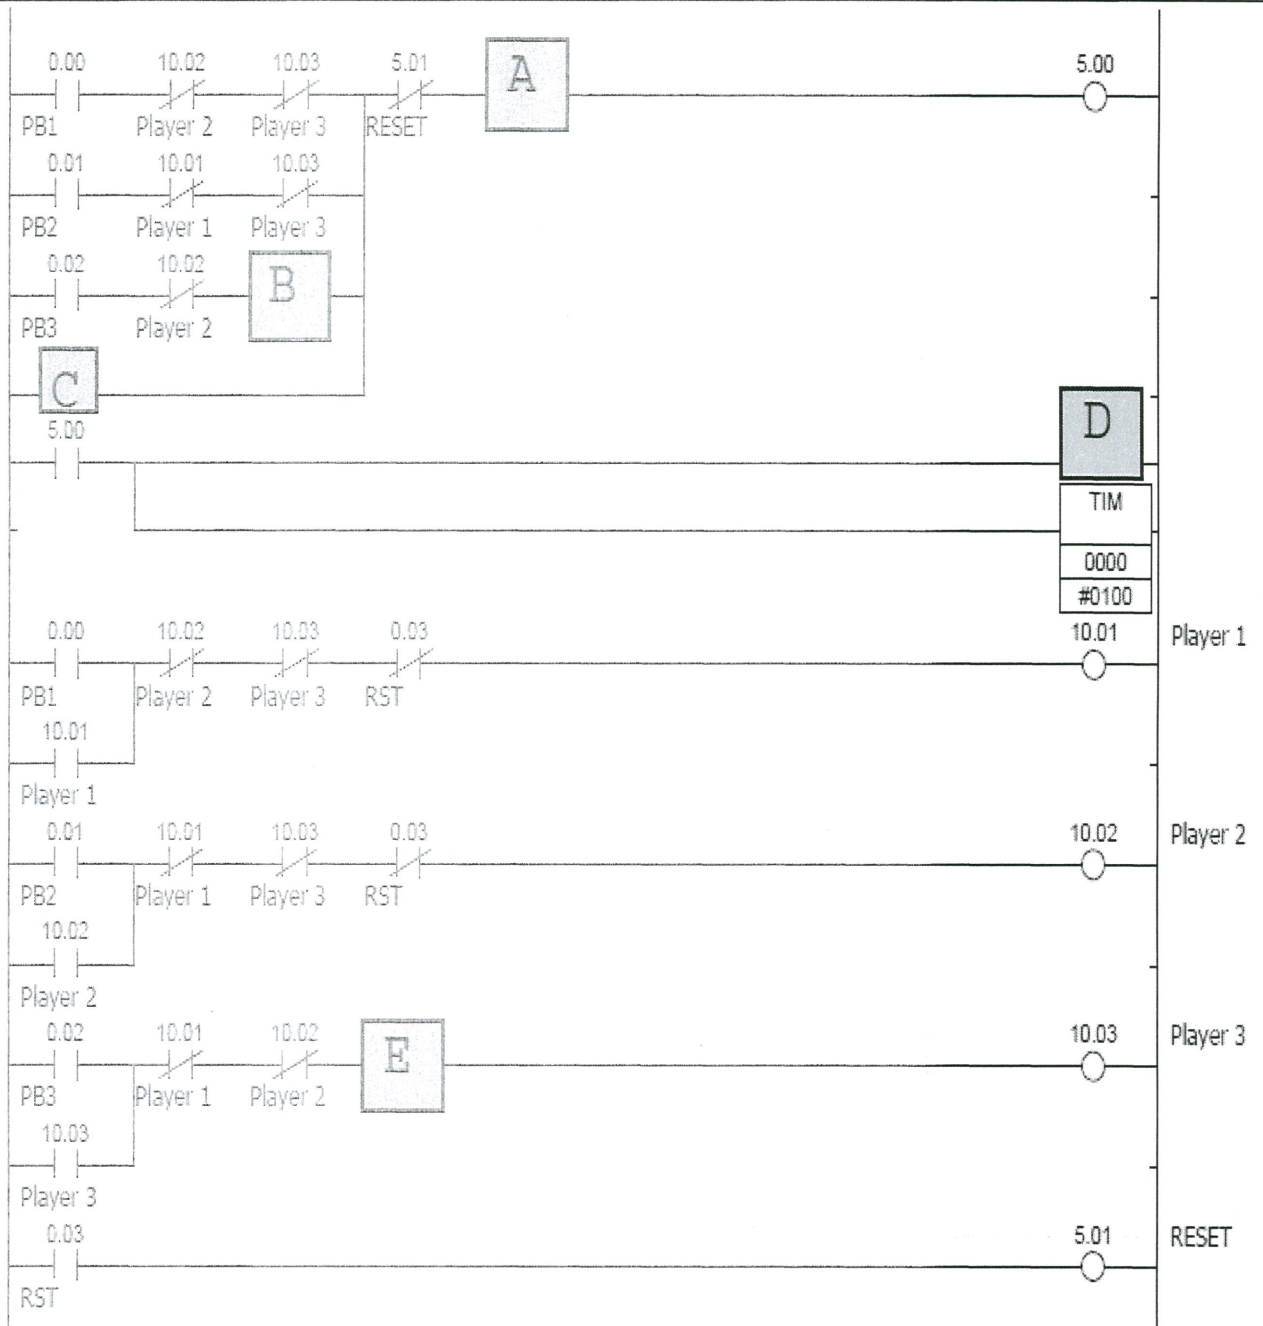 0.00 10.02 10.03 5.01 A 5.00
PB1 Player 2 Player 3 RESET
0.01 10.01 10.03
PB2 Player 1 Player 3
0.02 10.02 B
PB3 Player 2
C D
5.00
TIM
0000
#0100
0.00 10.02 10.03 0.03 10.01 Player 1
PB1 Player 2 Player 3 RST
10.01
Player 1
0.01 10.01 10.03 0.03 10.02 Player 2
PB2 Player 1 Player 3 RST
10.02
Player 2
0.02 10.01 10.02 E 10.03 Player 3
PB3 Player 1 Player 2
10.03
Player 3
0.03 5.01 RESET
RST